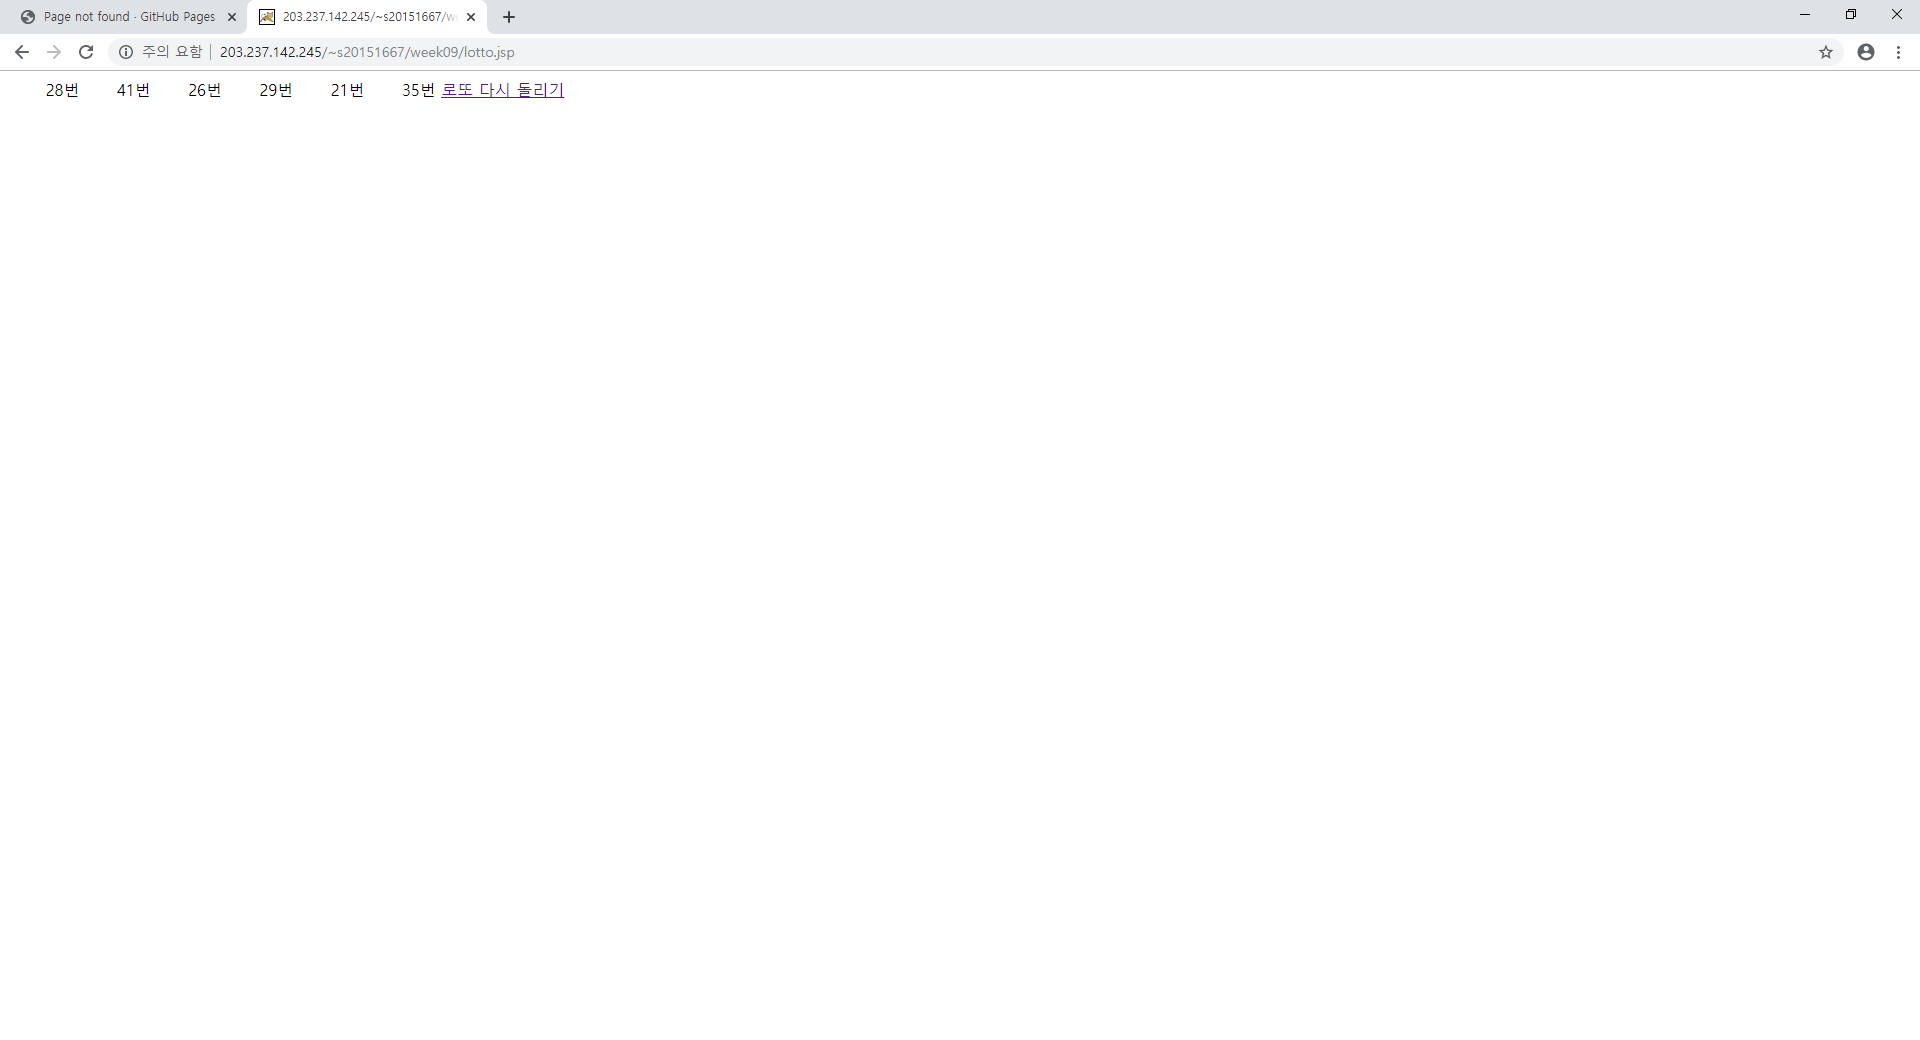 Page not found · GitHub Pages
203.237.142.245/~s20151667/w
주의 요함 203.237.142.245/~s20151667/week09/lotto.jsp
28번 41번 26번 29번 21번 35번 로또 다시 돌리기